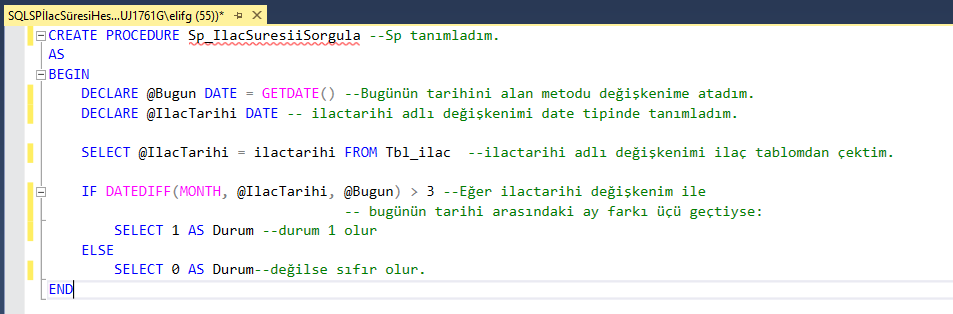 SQLSPİlacSüresiHes...UJ1761G\elifg (55))*
CREATE PROCEDURE Sp_IlacSuresiiSorgula --Sp tanımladım.
AS
BEGIN
DECLARE @Bugun DATE = GETDATE() --Bugünün tarihini alan metodu değişkenime atadım.
DECLARE @IlacTarihi DATE -- ilactarihi adlı değişkenimi date tipinde tanımladım.
SELECT @IlacTarihi = ilactarihi FROM Tbl_ilac  --ilactarihi adlı değişkenimi ilaç tablomdan çektim.
IF DATEDIFF(MONTH, @IlacTarihi, @Bugun) > 3 --Eğer ilactarihi değişkenim ile
-- bugünün tarihi arasındaki ay farkı üçü geçtiyse:
SELECT 1 AS Durum --durum 1 olur
ELSE
SELECT 0 AS Durum--değilse sıfır olur.
END